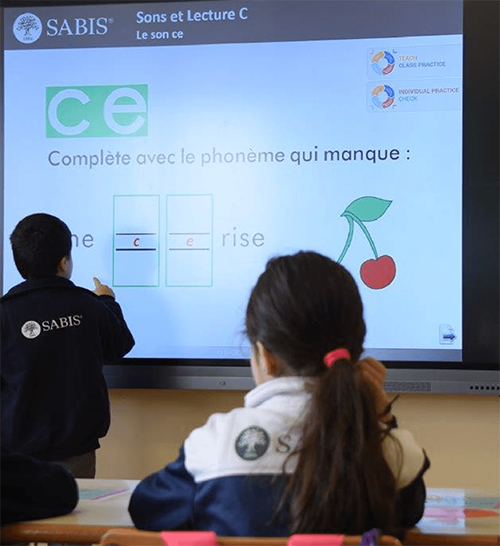 SABIS®
Sons et Lecture C
Le son ce
TEACH
CLASS PRACTICE
INDIVIDUAL PRACTICE
CHECK
ce
Complète avec le phonème qui manque :
ne c e rise
SABIS®